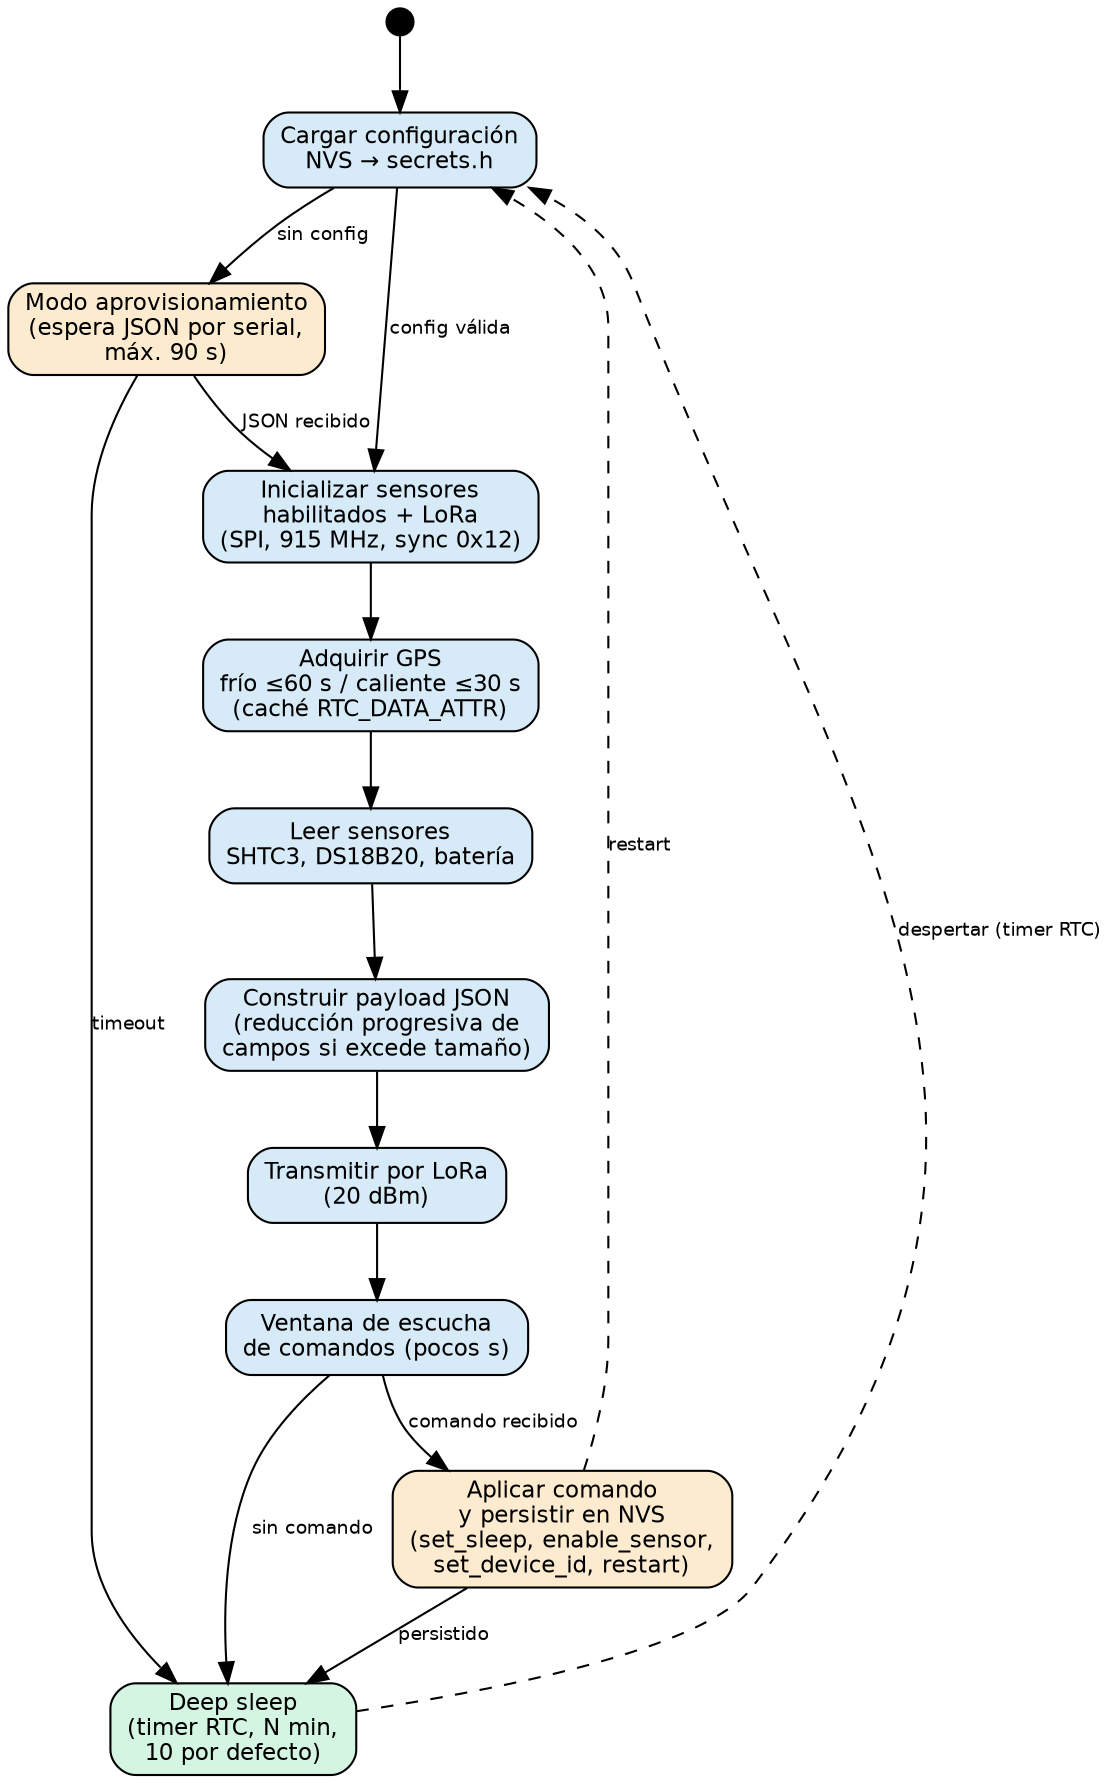 Cargar configuración
NVS → secrets.h
sin config
Modo aprovisionamiento
(espera JSON por serial,
máx. 90 s)
config válida
JSON recibido
Inicializar sensores
habilitados + LoRa
(SPI, 915 MHz, sync 0x12)
Adquirir GPS
frío ≤60 s / caliente ≤30 s
(caché RTC_DATA_ATTR)
Leer sensores
SHTC3, DS18B20, batería
restart
despertar (timer RTC)
Construir payload JSON
(reducción progresiva de
campos si excede tamaño)
timeout
Transmitir por LoRa
(20 dBm)
Ventana de escucha
de comandos (pocos s)
comando recibido
sin comando
Aplicar comando
y persistir en NVS
(set_sleep, enable_sensor,
set_device_id, restart)
persistido
Deep sleep
(timer RTC, N min,
10 por defecto)